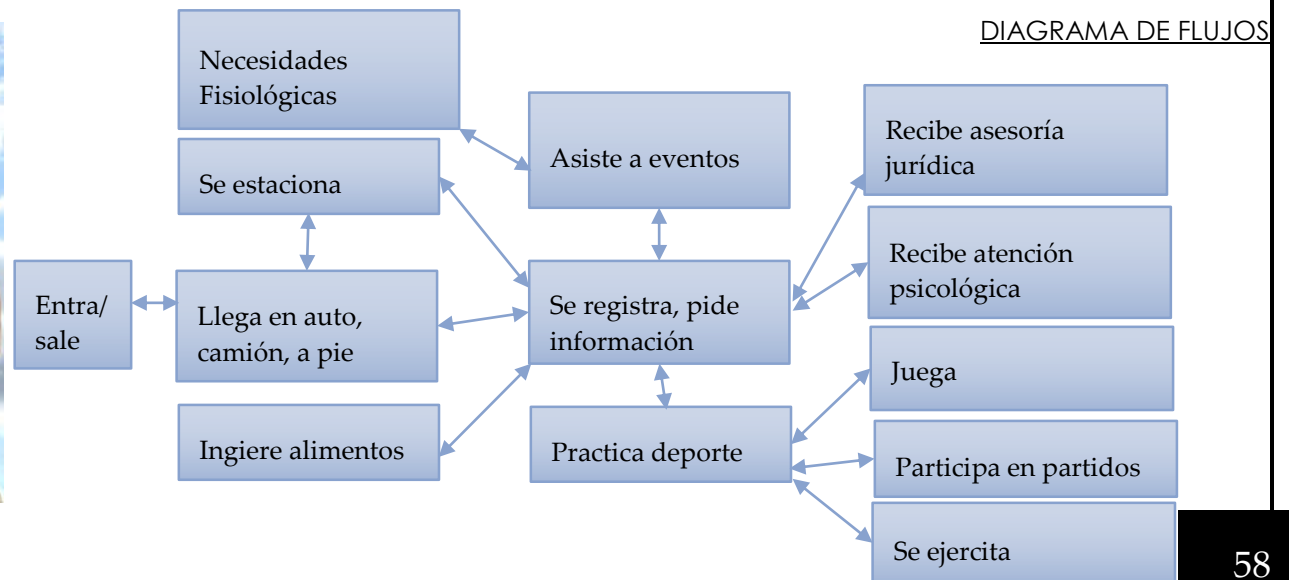 DIAGRAMA DE FLUJOS
Necesidades
Fisiológicas
Asiste a eventos
Recibe asesoría
jurídica
Se estaciona
Recibe atención
psicológica
Entra/
sale
Llega en auto,
camión, a pie
Se registra, pide
información
Juega
Ingiere alimentos
Practica deporte
Participa en partidos
Se ejercita
58